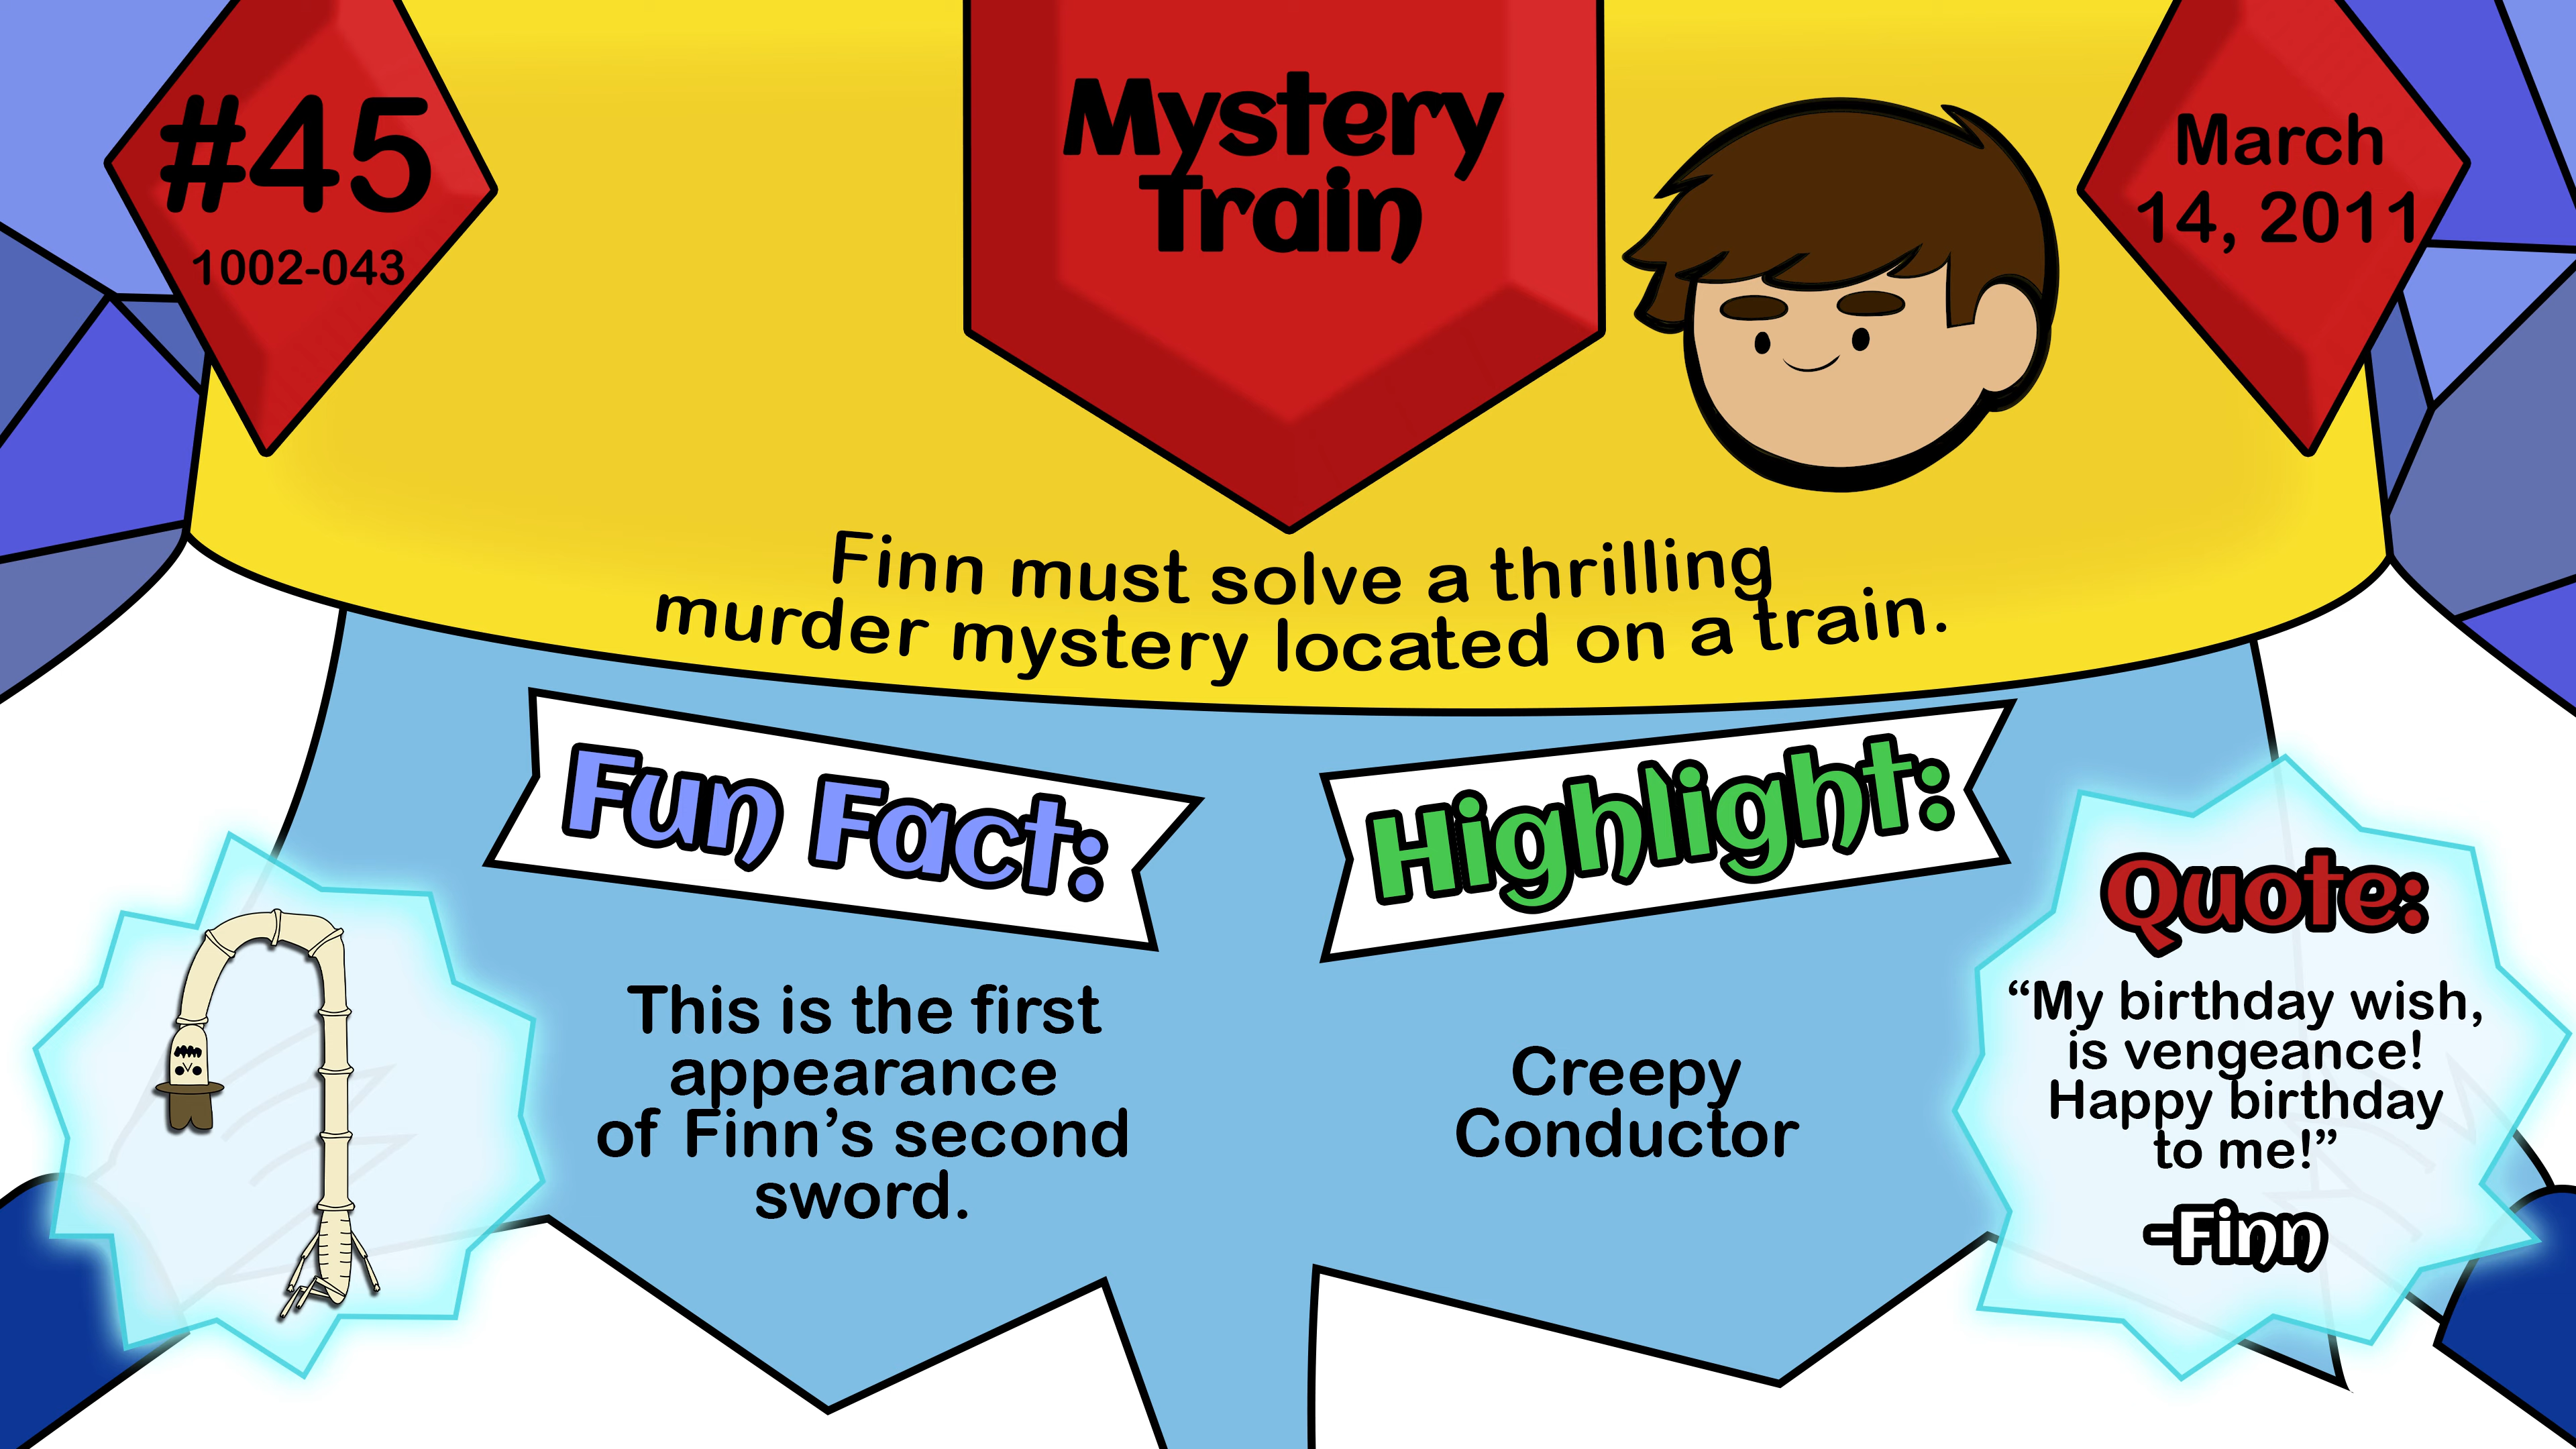 #45
1002-043
Mystery
Train
March
14, 2011
Finn must solve a thrilling
murder mystery located on a train.
Fun Fact:
This is the first
appearance
of Finn’s second
sword.
Highlight:
Creepy
Conductor
Quote:
“My birthday wish,
is vengeance!
Happy birthday
to me!”
-Finn